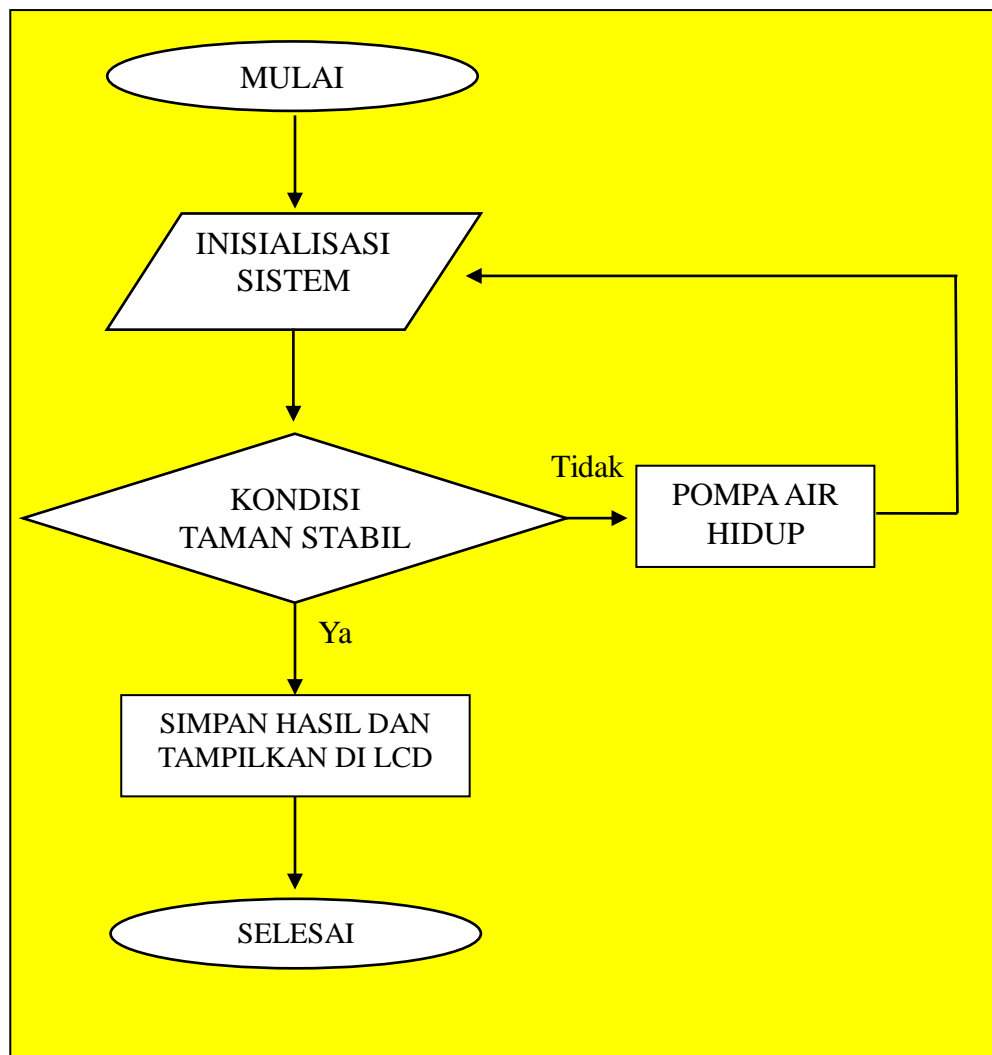 MULAI
INISIALISASI
SISTEM
KONDISI
TAMAN STABIL
Tidak
POMPA AIR
HIDUP
Ya
SIMPAN HASIL DAN
TAMPILKAN DI LCD
SELESAI